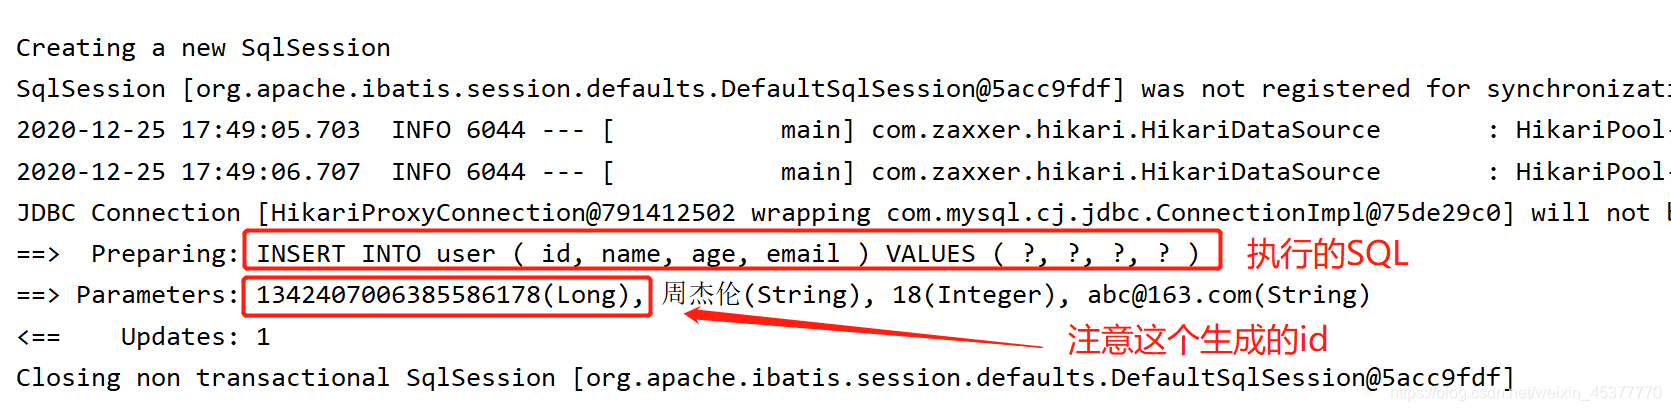 Creating a new SqlSession
SqlSession [org.apache.ibatis.session.defaults.DefaultSqlSession@5acc9fdf] was not registered for synchronizati
2020-12-25 17:49:05.703  INFO 6044 --- [           main] com.zaxxer.hikari.HikariDataSource       : HikariPool-
2020-12-25 17:49:06.707  INFO 6044 --- [           main] com.zaxxer.hikari.HikariDataSource       : HikariPool-
JDBC Connection [HikariProxyConnection@791412502 wrapping com.mysql.cj.jdbc.ConnectionImpl@75de29c0] will not b
==>  Preparing: INSERT INTO user ( id, name, age, email ) VALUES ( ?, ?, ?, ? ) 执行的SQL
==> Parameters: 1342407006385586178(Long), 周杰伦(String), 18(Integer), abc@163.com(String)
<==    Updates: 1
注意这个生成的id
Closing non transactional SqlSession [org.apache.ibatis.session.defaults.DefaultSqlSession@5acc9fdf]
https://blog.csdn.net/weixin_45377770